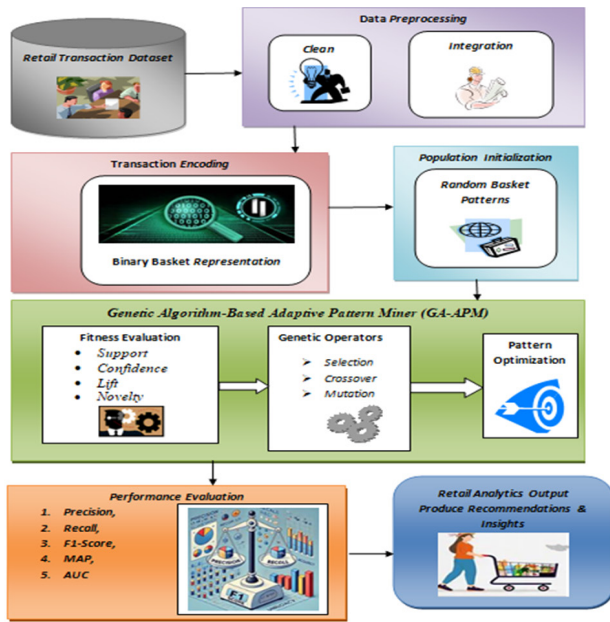 Retail Transaction Dataset
Data Preprocessing
Clean
Integration
Transaction Encoding
Binary Basket Representation
Population Initialization
Random Basket
Patterns
Genetic Algorithm-Based Adaptive Pattern Miner (GA-APM)
Fitness Evaluation
• Support
• Confidence
• Lift
• Novelty
Genetic Operators
➢ Selection
➢ Crossover
➢ Mutation
Pattern
Optimization
Performance Evaluation
1. Precision,
2. Recall,
3. F1-Score,
4. MAP,
5. AUC
PRECISION
RECALL
F1
Retail Analytics Output
Produce Recommendations &
Insights